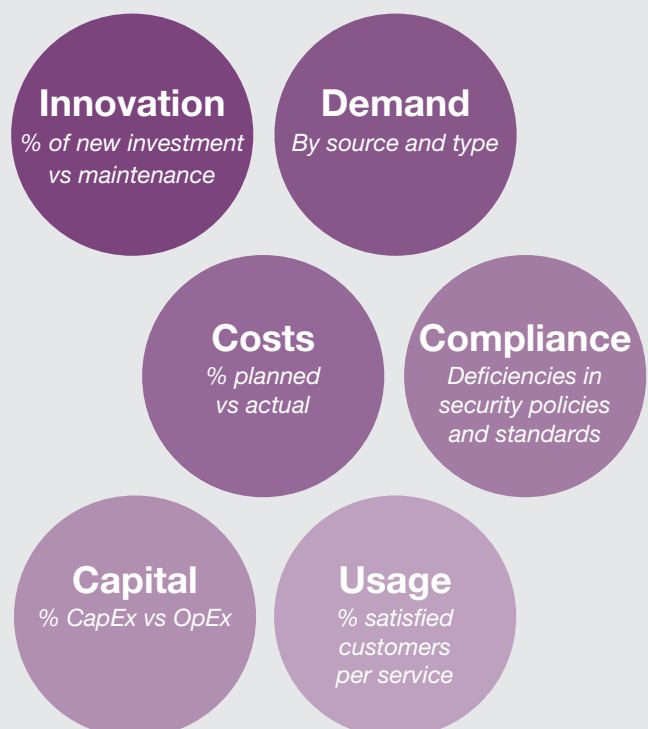 Innovation
% of new investment
vs maintenance
Demand
By source and type
Costs
% planned
vs actual
Compliance
Deficiencies in
security policies
and standards
Capital
% CapEx vs OpEx
Usage
% satisfied
customers
per service